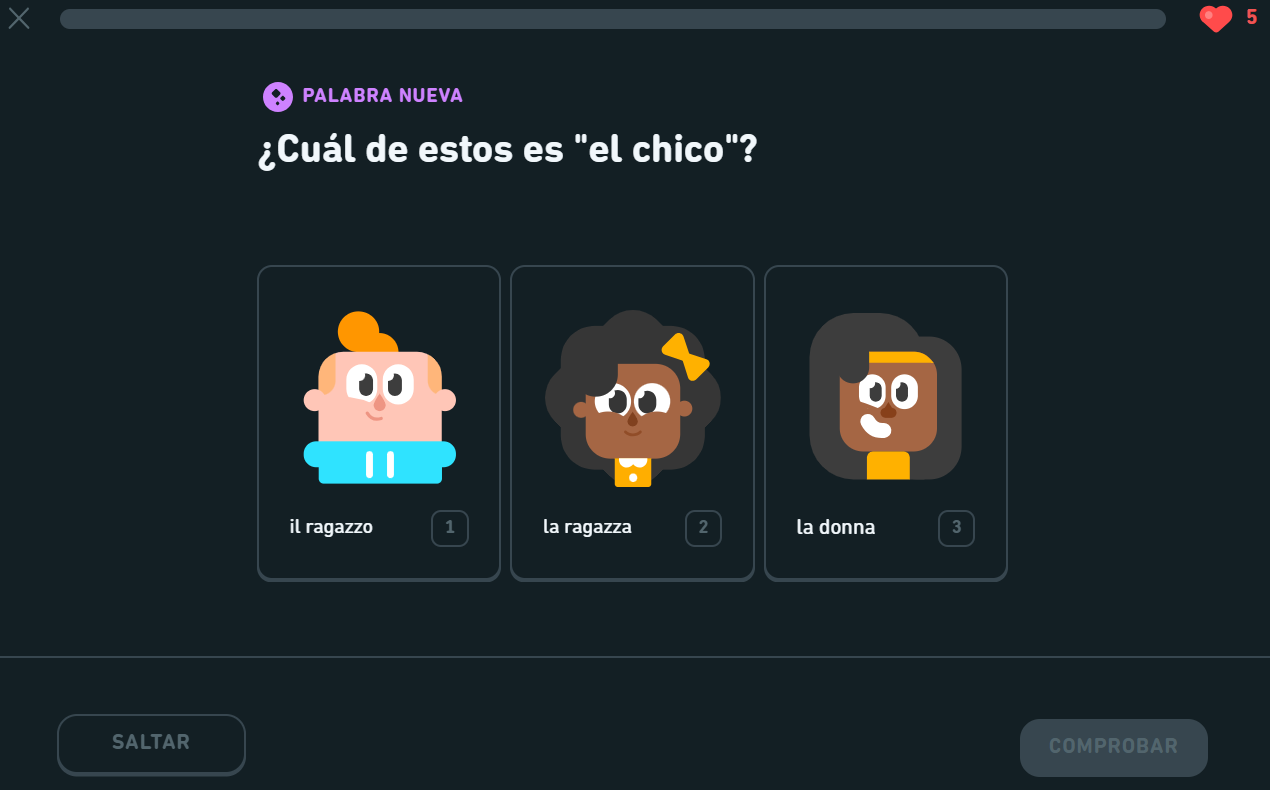 5
PALABRA NUEVA
¿Cuál de estos es "el chico"?
il ragazzo 1
la ragazza 2
la donna 3
SALTAR
COMPROBAR